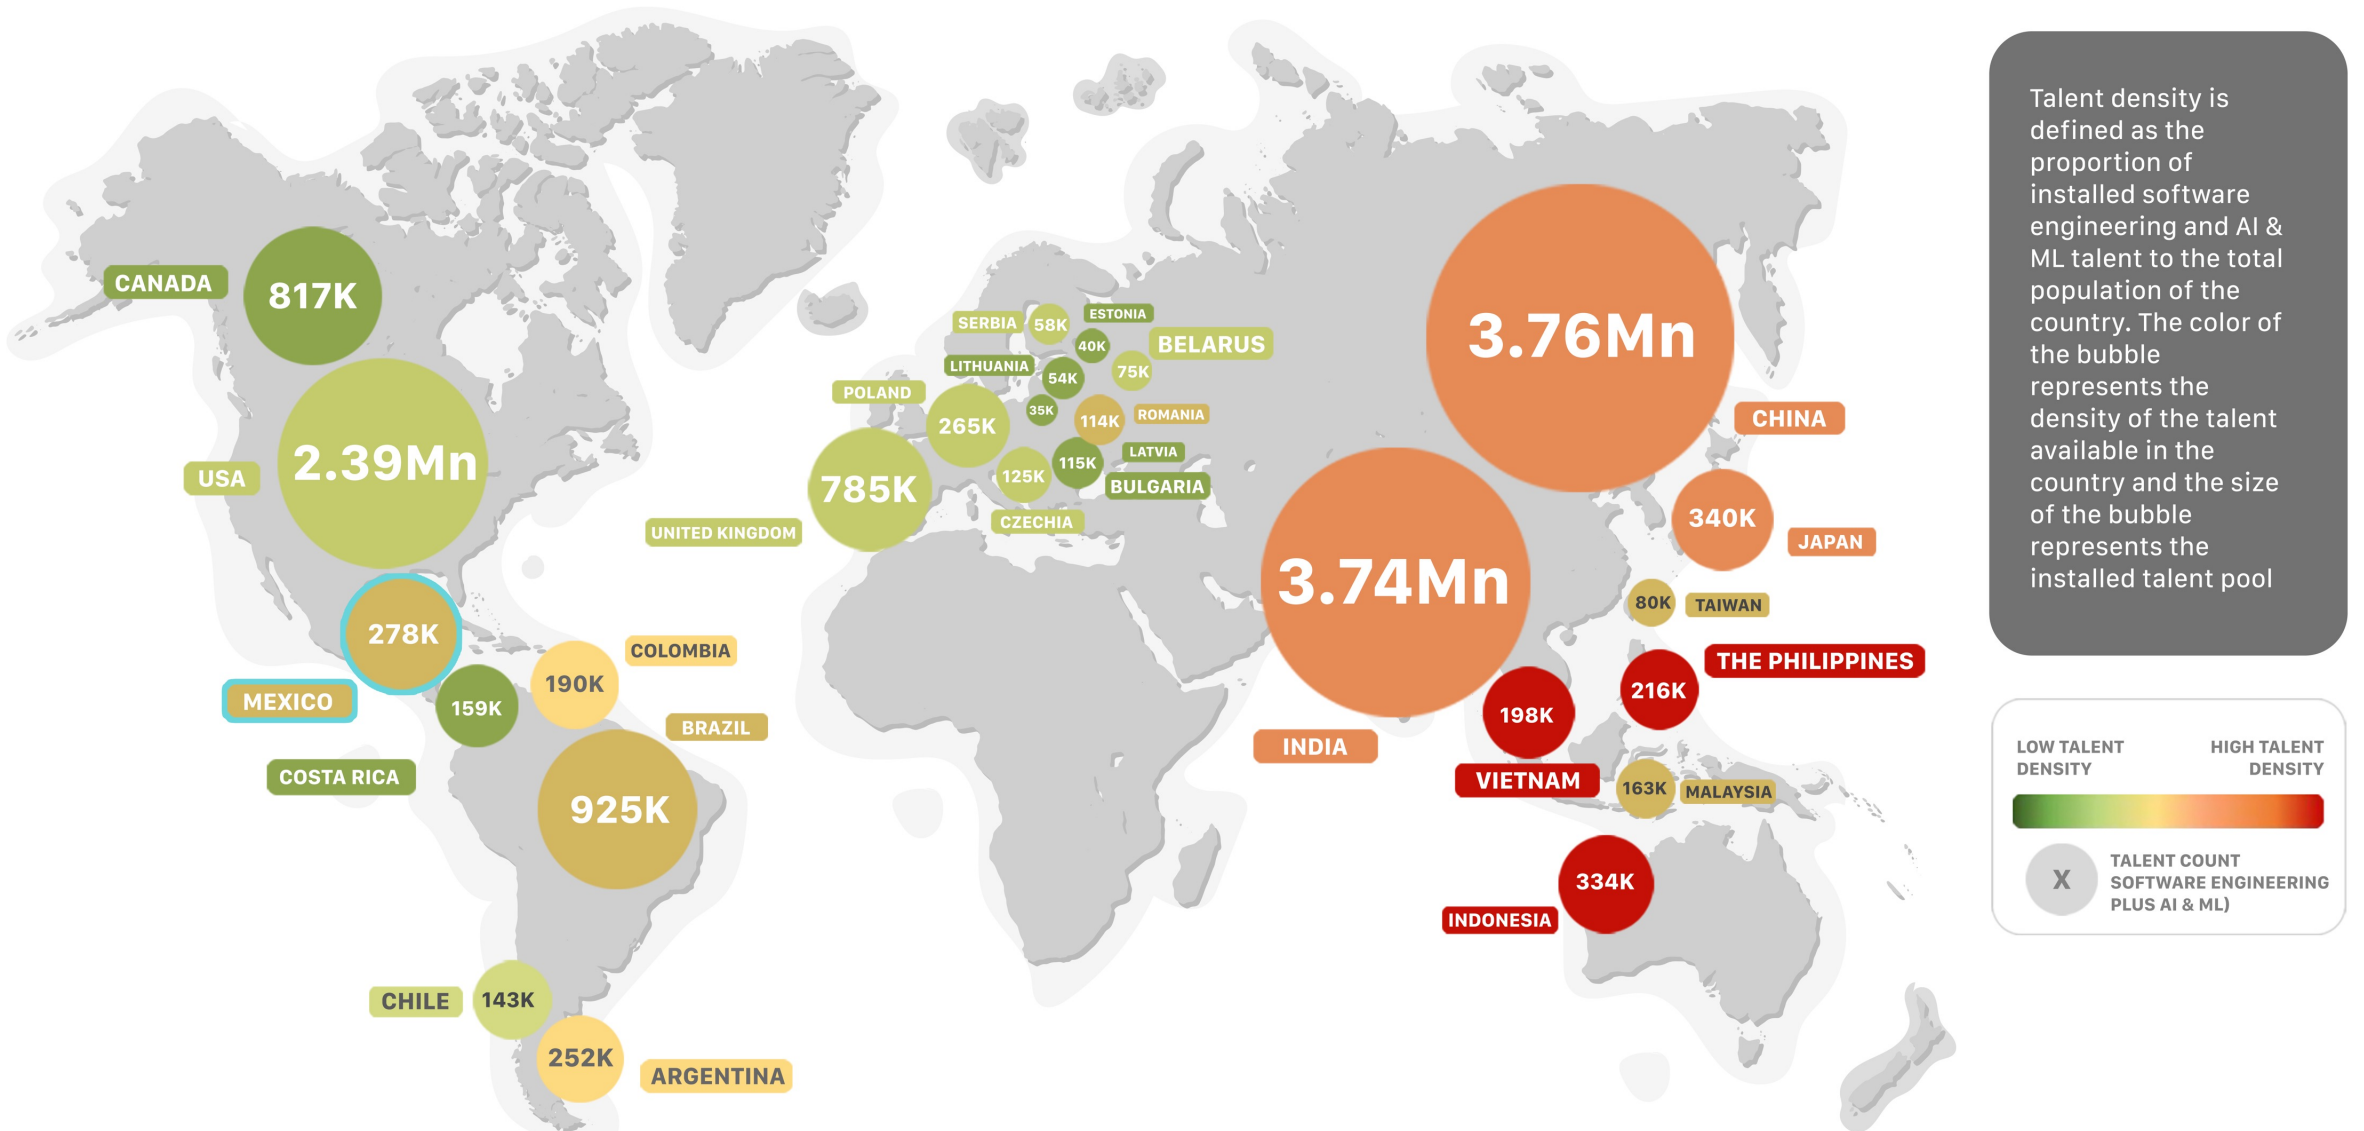 CANADA
817K
USA
2.39Mn
278K
MEXICO
159K
COSTA RICA
COLOMBIA
190K
BRAZIL
925K
CHILE
143K
252K
ARGENTINA
SERBIA
58K
ESTONIA
40K
BELARUS
LITHUANIA
54K
75K
POLAND
265K
35K
114K
ROMANIA
785K
125K
115K
LATVIA
BULGARIA
UNITED KINGDOM
CZECHIA
3.76Mn
CHINA
3.74Mn
INDIA
340K
JAPAN
80K
TAIWAN
THE PHILIPPINES
216K
198K
VIETNAM
163K
MALAYSIA
334K
INDONESIA
Talent density is
defined as the
proportion of
installed software
engineering and AI &
ML talent to the total
population of the
country. The color of
the bubble
represents the
density of the talent
available in the
country and the size
of the bubble
represents the
installed talent pool
LOW TALENT
DENSITY
HIGH TALENT
DENSITY
X
TALENT COUNT
SOFTWARE ENGINEERING
PLUS AI & ML)